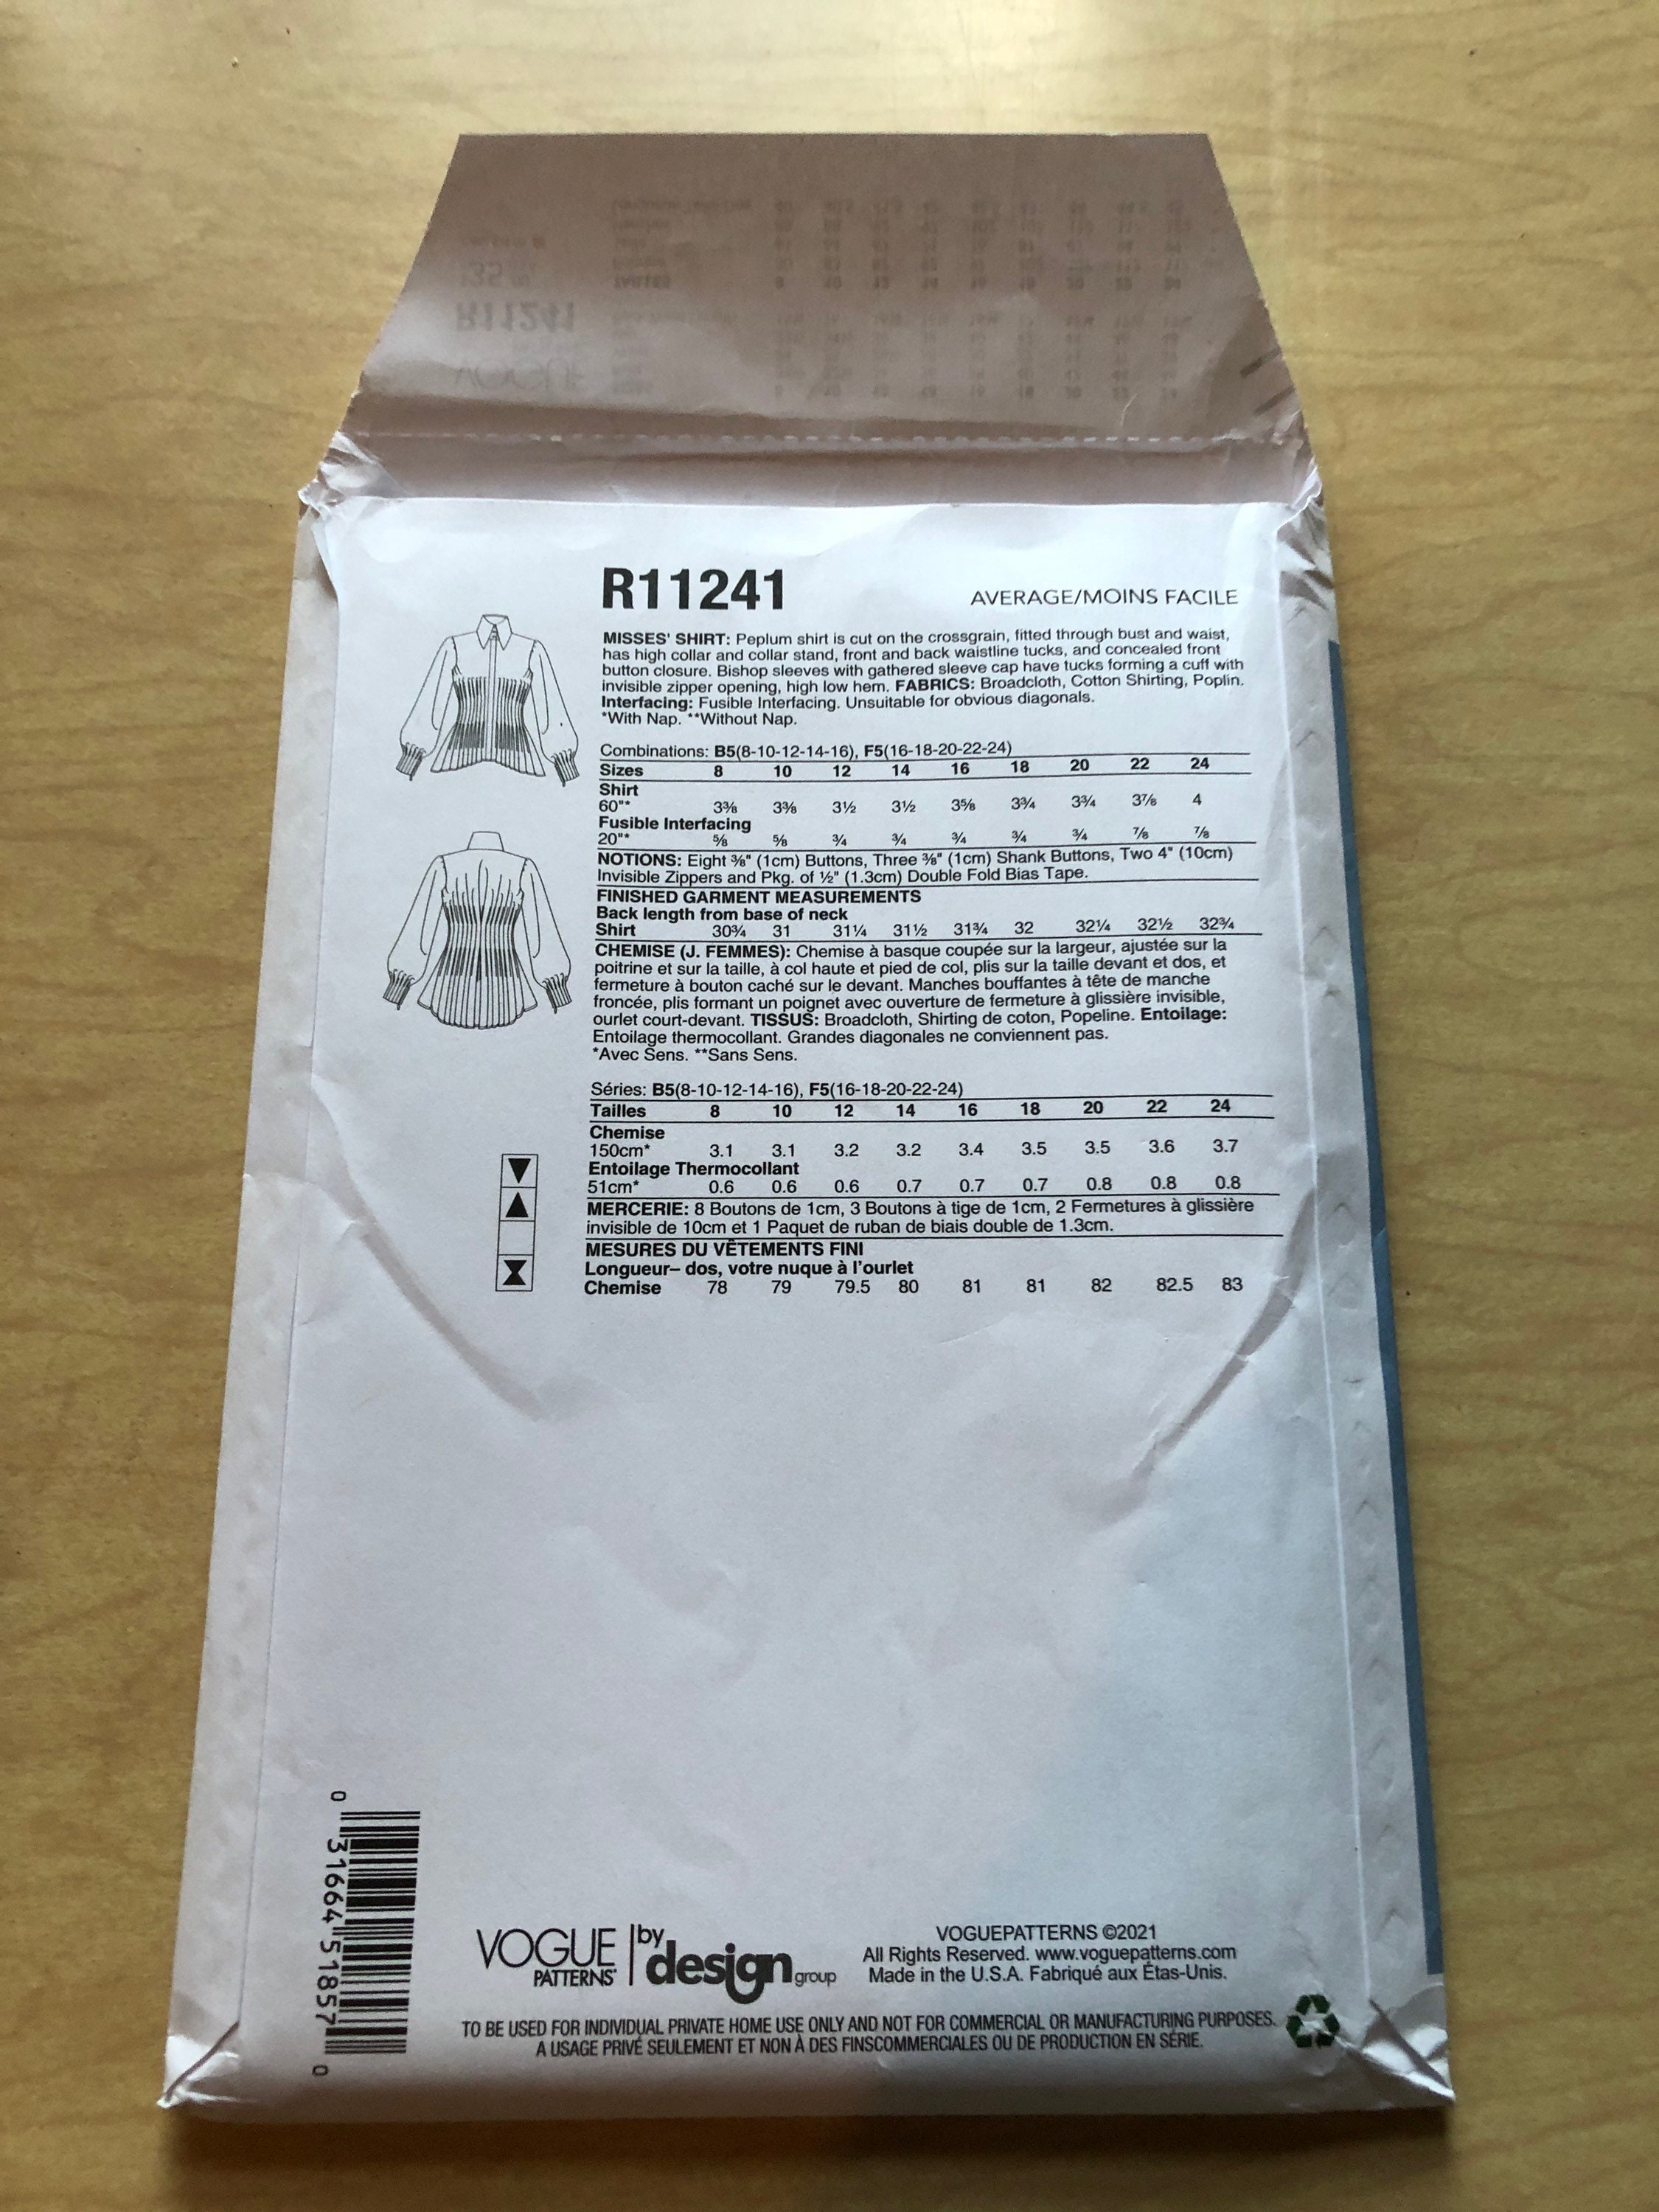 R11241
AVERAGE/MOINS FACILE
MISSES' SHIRT: Peplum shirt is cut on the crossgrain, fitted through bust and waist,
has high collar and collar stand, front and back waistline tucks, and concealed front
button closure. Bishop sleeves with gathered sleeve cap have tucks forming a cuff with
invisible zipper opening, high low hem. FABRICS: Broadcloth, Cotton Shirting, Poplin.
Interfacing: Fusible Interfacing. Unsuitable for obvious diagonals.
*With Nap. **Without Nap.
Combinations: B5(8-10-12-14-16), F5(16-18-20-22-24)
Sizes 8 10 12 14 16 18 20 22 24
Shirt
60"* 3⅜ 3⅜ 3½ 3½ 3⅝ 3¾ 3¾ 3⅞ 4
Fusible Interfacing
20"* ⅝ ⅝ ¾ ¾ ¾ ¾ ¾ ⅞ ⅞
NOTIONS: Eight ⅜" (1cm) Buttons, Three ⅜" (1cm) Shank Buttons, Two 4" (10cm)
Invisible Zippers and Pkg. of ½" (1.3cm) Double Fold Bias Tape.
FINISHED GARMENT MEASUREMENTS
Back length from base of neck
Shirt 30¾ 31 31¼ 31½ 31¾ 32 32¼ 32½ 32¾
CHEMISE (J. FEMMES): Chemise à basque coupée sur la largeur, ajustée sur la
poitrine et sur la taille, à col haute et pied de col, plis sur la taille devant et dos, et
fermeture à bouton caché sur le devant. Manches bouffantes à tête de manche
froncée, plis formant un poignet avec ouverture de fermeture à glissière invisible,
ourlet court-devant. TISSUS: Broadcloth, Shirting de coton, Popeline. Entoilage:
Entoilage thermocollant. Grandes diagonales ne conviennent pas.
*Avec Sens. **Sans Sens.
Séries: B5(8-10-12-14-16), F5(16-18-20-22-24)
Tailles 8 10 12 14 16 18 20 22 24
Chemise
150cm* 3.1 3.1 3.2 3.2 3.4 3.5 3.5 3.6 3.7
Entoilage Thermocollant
51cm* 0.6 0.6 0.6 0.7 0.7 0.7 0.8 0.8 0.8
MERCERIE: 8 Boutons de 1cm, 3 Boutons à tige de 1cm, 2 Fermetures à glissière
invisible de 10cm et 1 Paquet de ruban de biais double de 1.3cm.
MESURES DU VÊTEMENTS FINI
Longueur– dos, votre nuque à l'ourlet
Chemise 78 79 79.5 80 81 81 82 82.5 83
0 31664 51857 0
VOGUE PATTERNS | by design group
VOGUEPATTERNS ©2021
All Rights Reserved. www.voguepatterns.com
Made in the U.S.A. Fabriqué aux Étas-Unis.
TO BE USED FOR INDIVIDUAL PRIVATE HOME USE ONLY AND NOT FOR COMMERCIAL OR MANUFACTURING PURPOSES.
A USAGE PRIVÉ SEULEMENT ET NON À DES FINSCOMMERCIALES OU DE PRODUCTION EN SÉRIE.